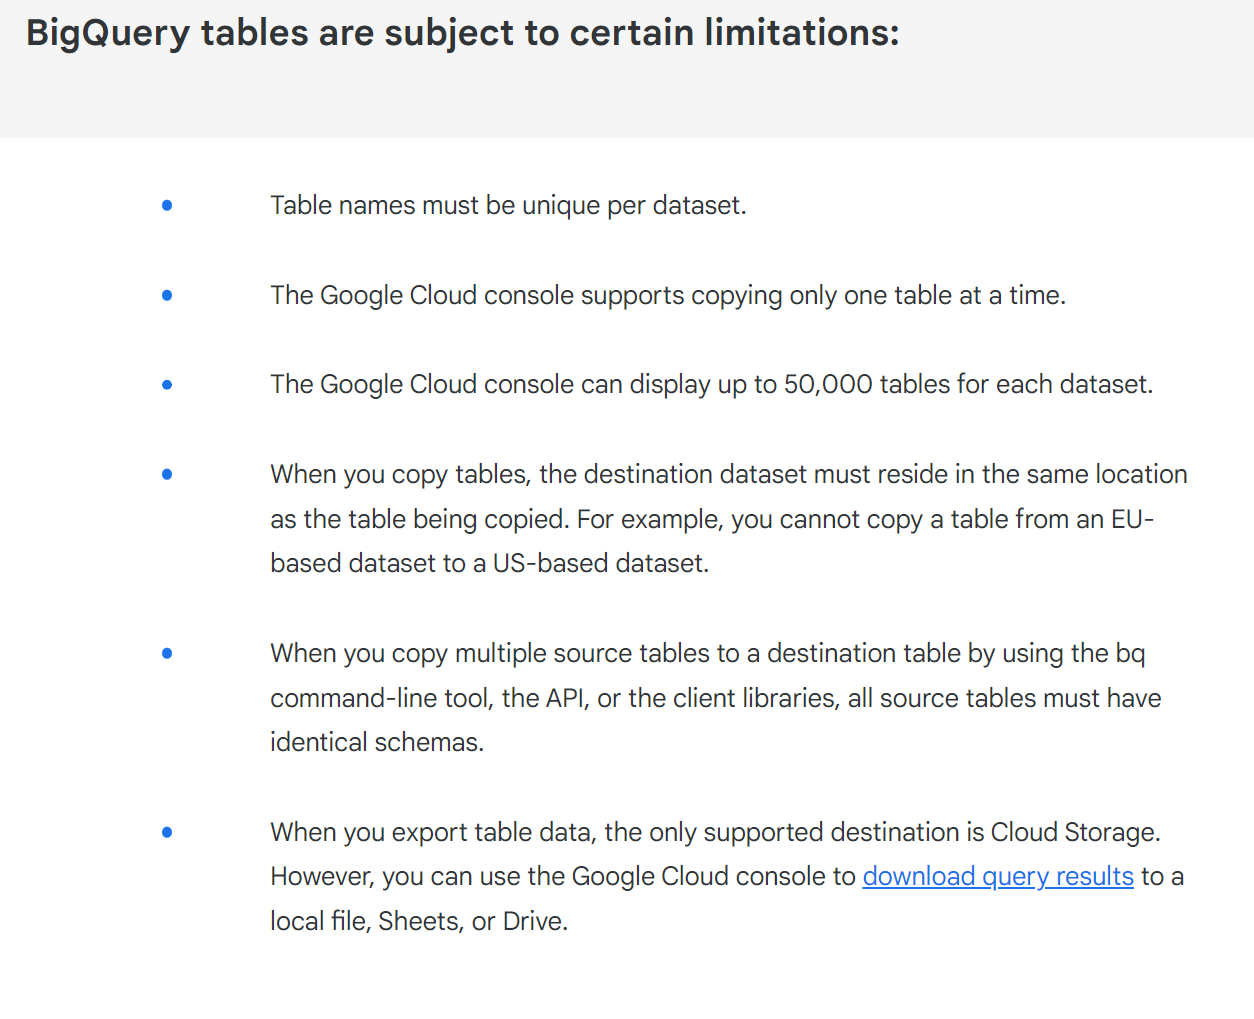 BigQuery tables are subject to certain limitations:
Table names must be unique per dataset.
The Google Cloud console supports copying only one table at a time.
The Google Cloud console can display up to 50,000 tables for each dataset.
When you copy tables, the destination dataset must reside in the same location
as the table being copied. For example, you cannot copy a table from an EU-
based dataset to a US-based dataset.
When you copy multiple source tables to a destination table by using the bq
command-line tool, the API, or the client libraries, all source tables must have
identical schemas.
When you export table data, the only supported destination is Cloud Storage.
However, you can use the Google Cloud console to download query results to a
local file, Sheets, or Drive.